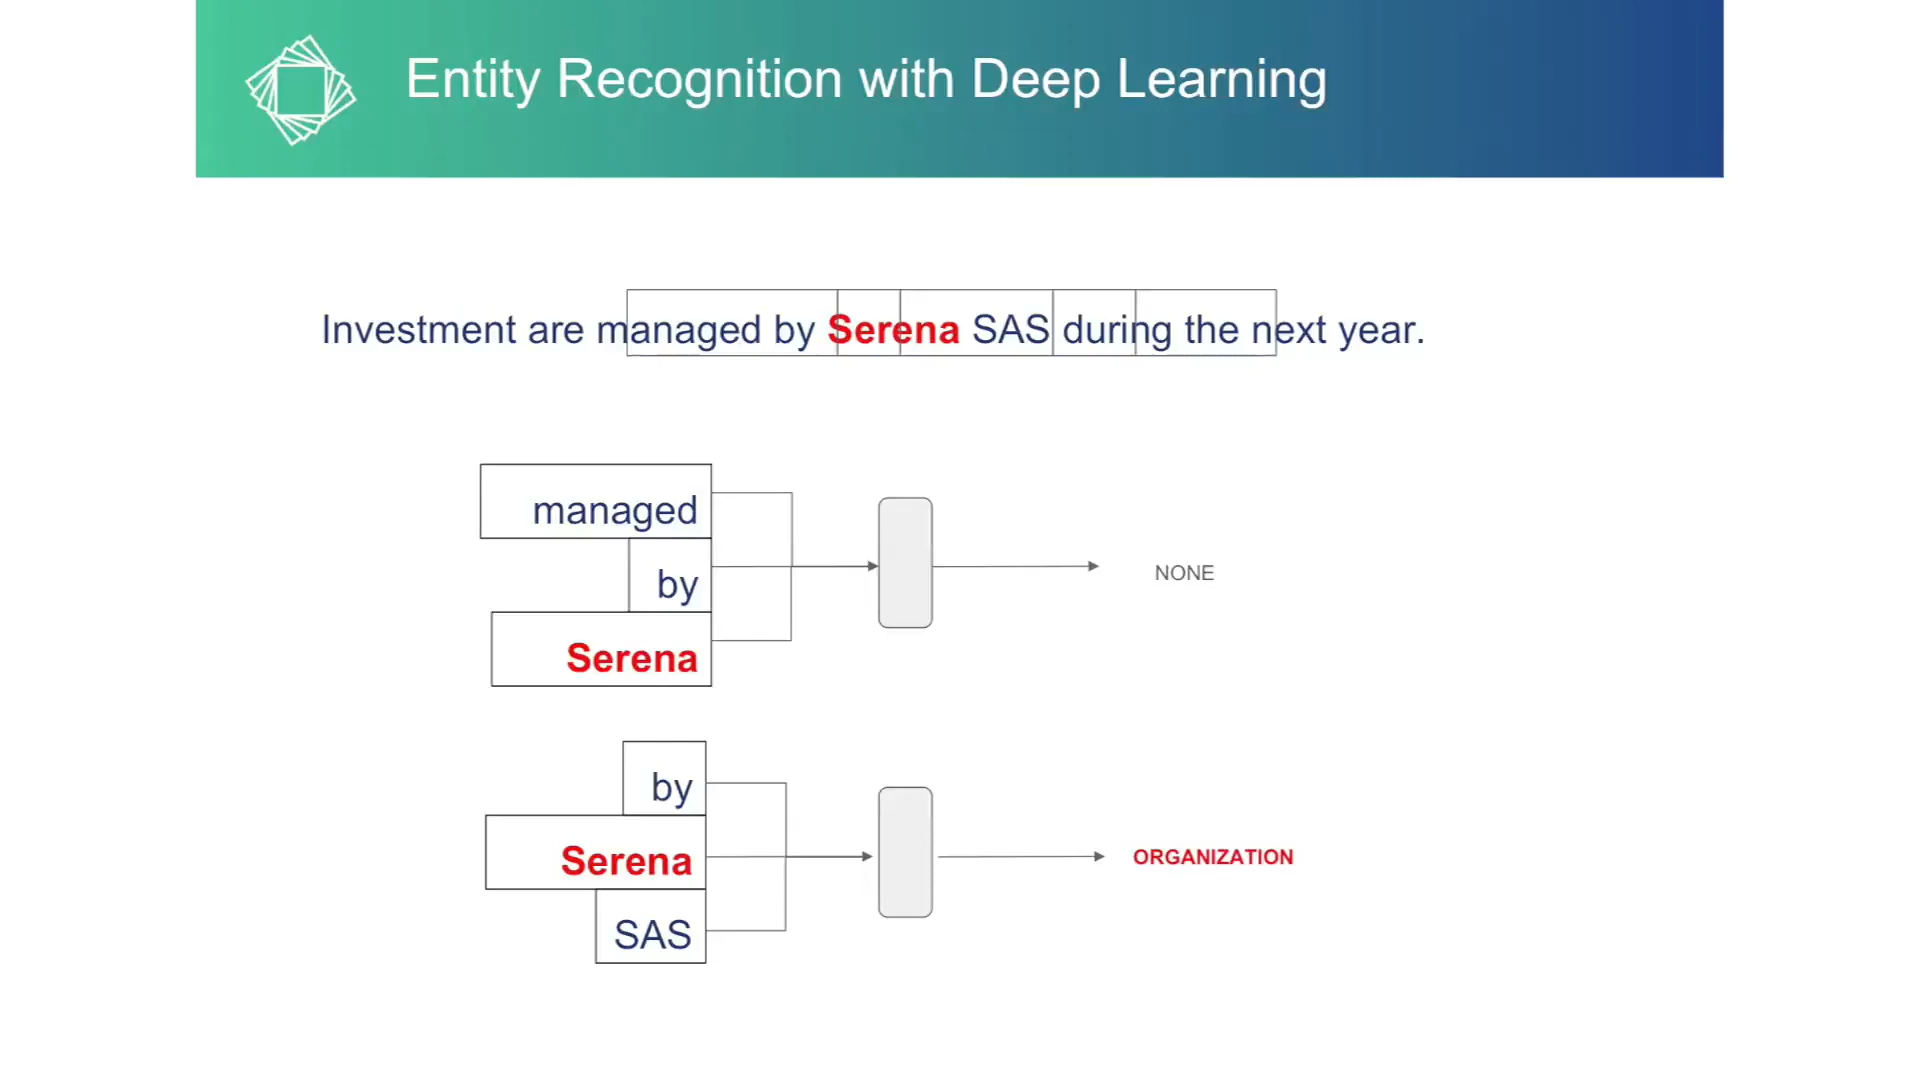 Entity Recognition with Deep Learning
Investment are managed by Serena SAS during the next year.
managed
by
Serena
NONE
by
Serena
SAS
ORGANIZATION